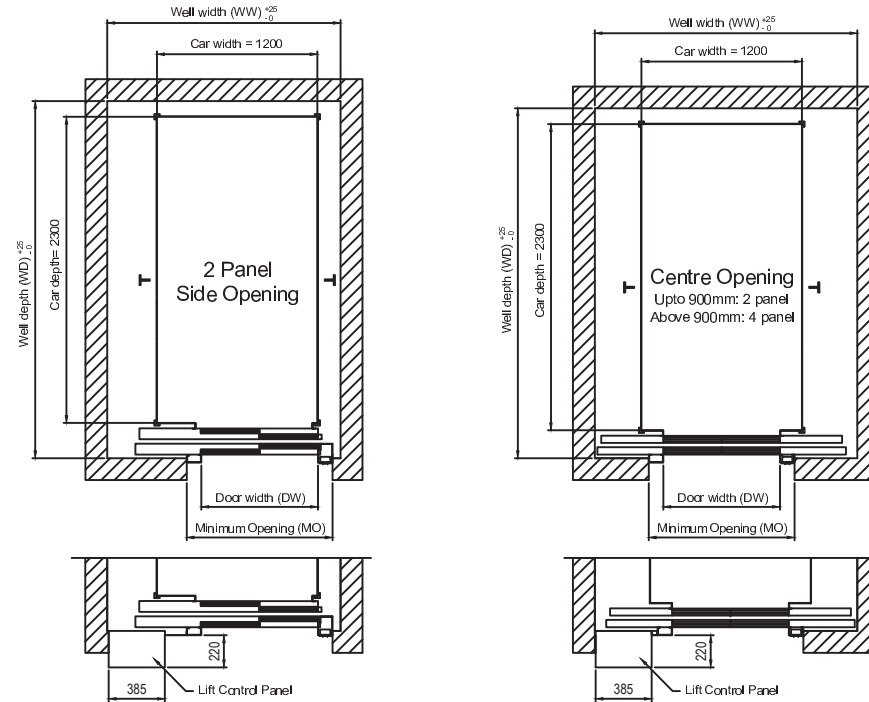 Well width (WW) +25 -0
Car width = 1200
Well depth (WD) +25 -0
Car depth= 2300
2 Panel
Side Opening
Door width (DW)
Minimum Opening (MO)
220
385
Lift Control Panel
Well width (WW) +25 -0
Car width = 1200
Well depth (WD) +25 -0
Car depth = 2300
Centre Opening
Upto 900mm: 2 panel
Above 900mm: 4 panel
Door width (DW)
Minimum Opening (MO)
220
385
Lift Control Panel